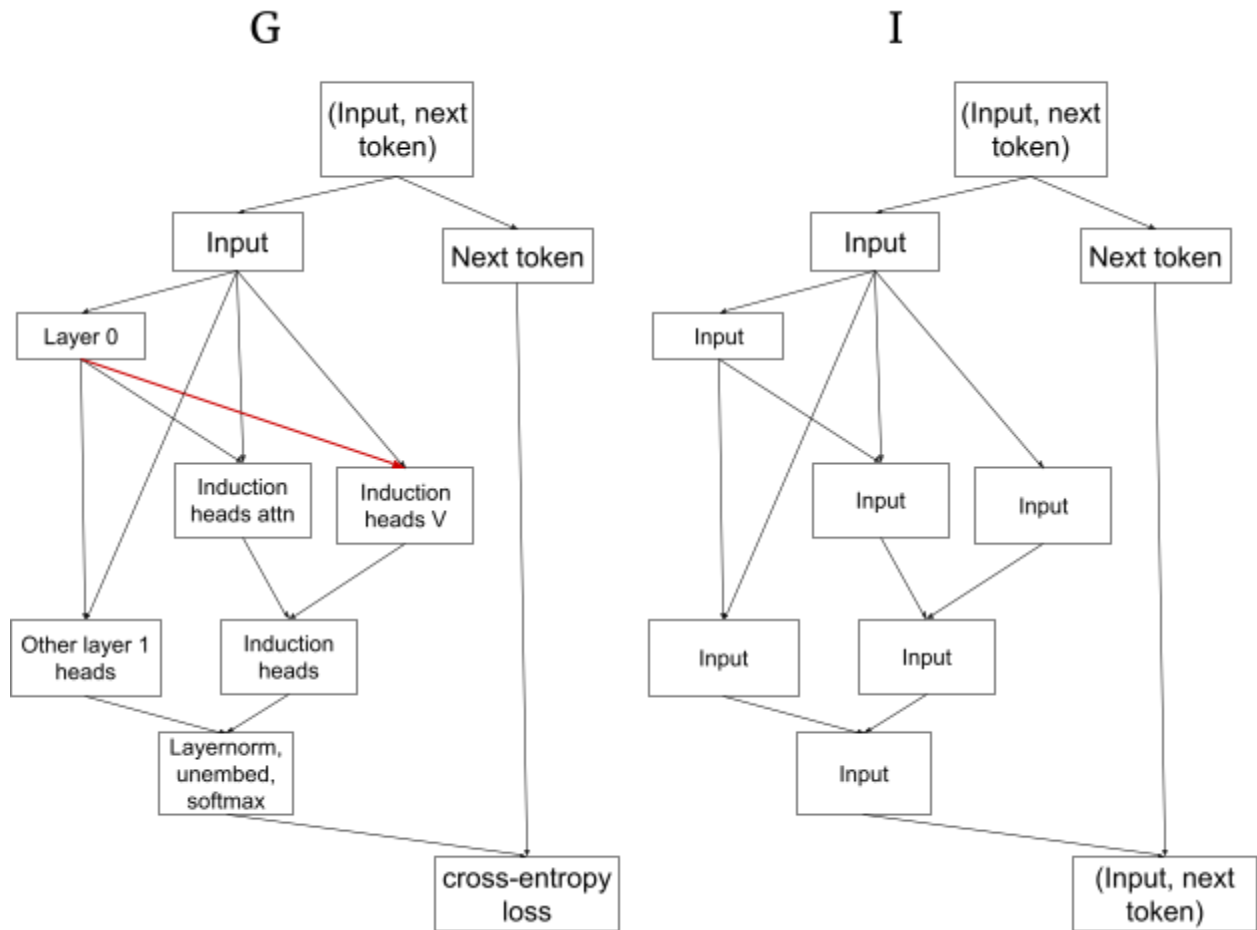 G
(Input, next
token)
Input
Next token
Layer 0
Induction
heads attn
Induction
heads V
Other layer 1
heads
Induction
heads
Layernorm,
unembed,
softmax
cross-entropy
loss
I
(Input, next
token)
Input
Next token
Input
Input
Input
Input
Input
Input
(Input, next
token)